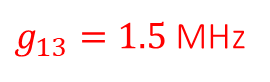 g₁₃ = 1.5 MHz